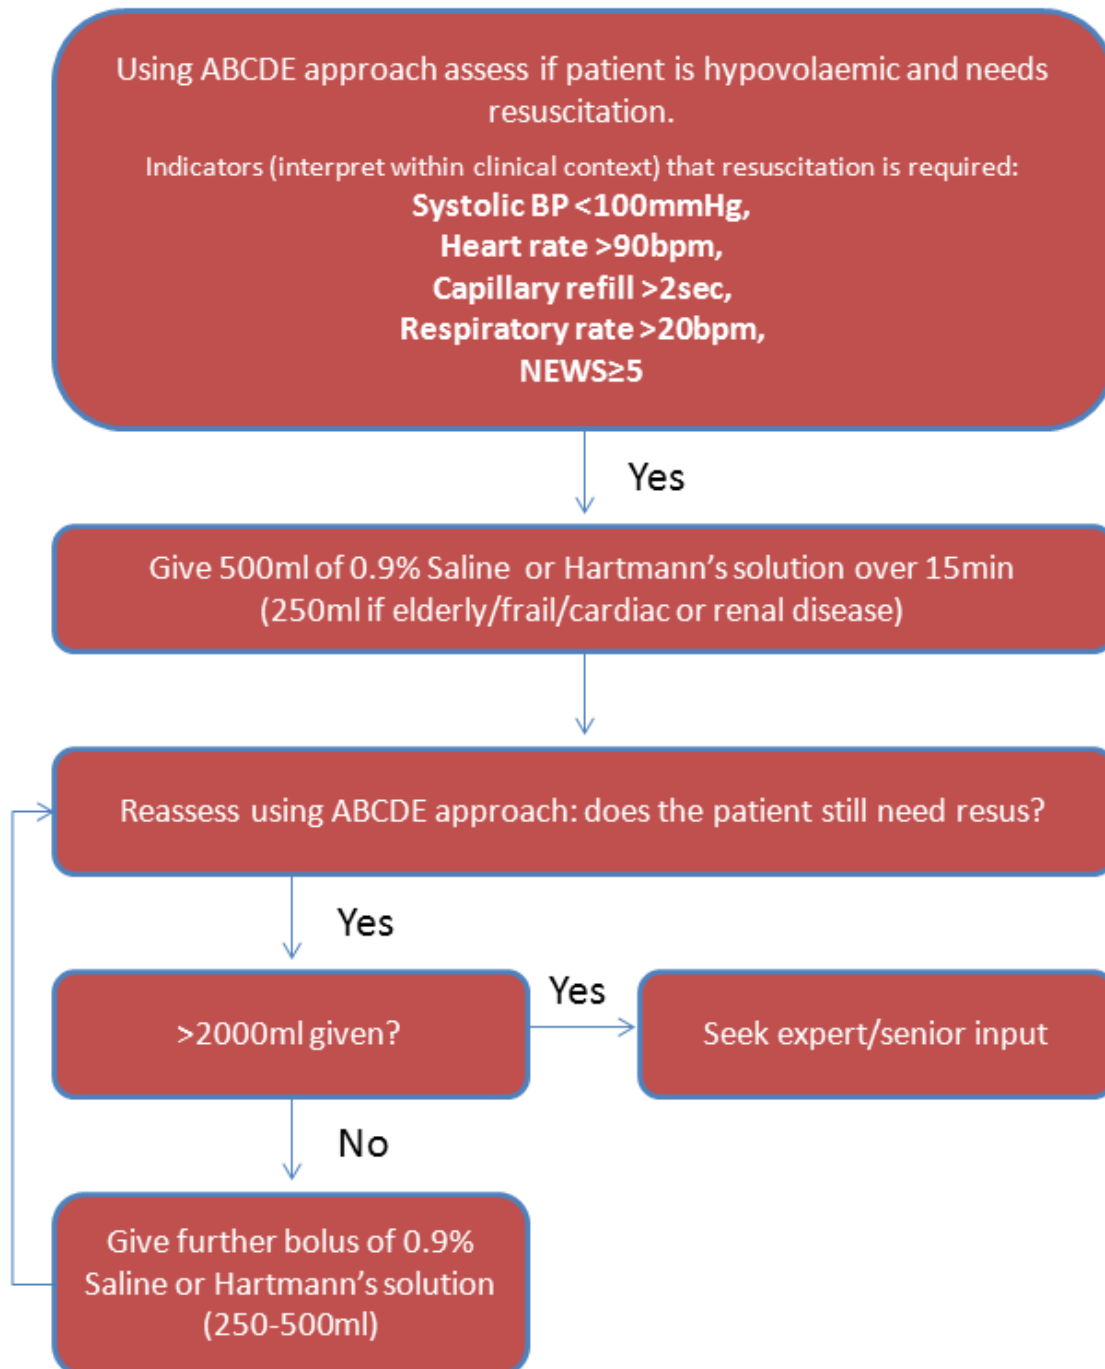 Using ABCDE approach assess if patient is hypovolaemic and needs
resuscitation.
Indicators (interpret within clinical context) that resuscitation is required:
Systolic BP <100mmHg,
Heart rate >90bpm,
Capillary refill >2sec,
Respiratory rate >20bpm,
NEWS≥5
Yes
Give 500ml of 0.9% Saline or Hartmann's solution over 15min
(250ml if elderly/frail/cardiac or renal disease)
Reassess using ABCDE approach: does the patient still need resus?
Yes
>2000ml given?
Yes
Seek expert/senior input
No
Give further bolus of 0.9%
Saline or Hartmann's solution
(250-500ml)